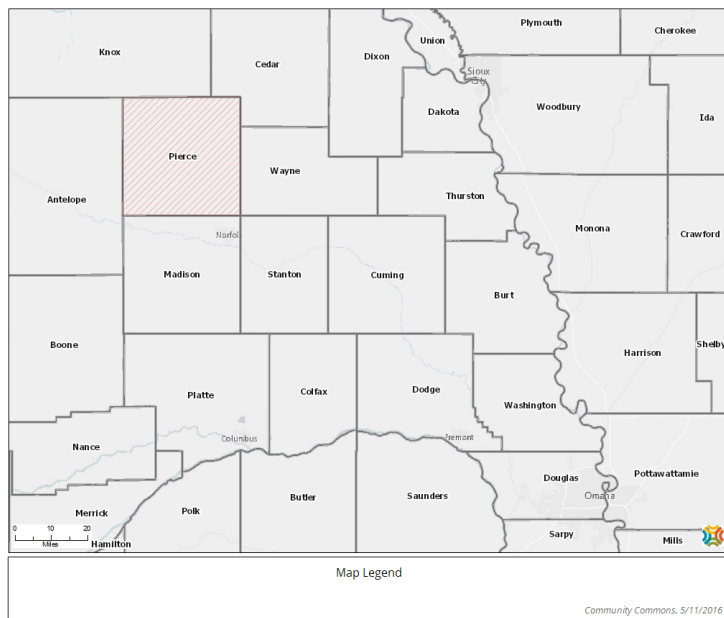 Plymouth
Cherokee
Knox
Cedar
Dixon
Union
Sioux
City
Dakota
Woodbury
Ida
Pierce
Wayne
Antelope
Thurston
Monona
Crawford
Norfol
Madison
Stanton
Cuming
Burt
Boone
Harrison
Shelby
Platte
Colfax
Dodge
Washington
Nance
Columbus
Fremont
Douglas
Pottawattamie
Omaha
Butler
Saunders
Merrick
Polk
Sarpy
Mills
Hamilton
0 10 20
Miles
Map Legend
Community Commons, 5/11/2016